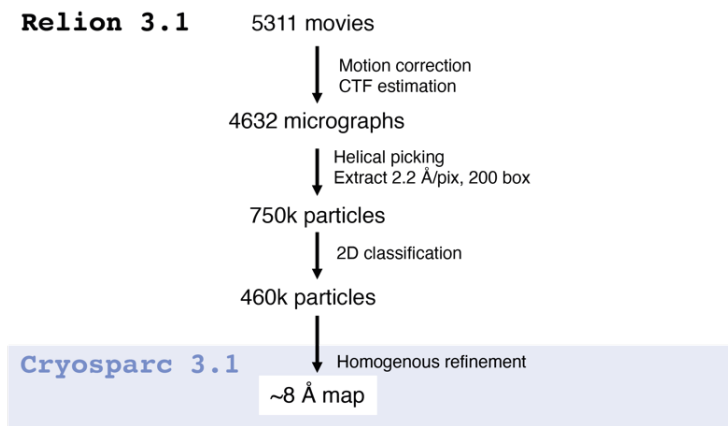 Relion 3.1
5311 movies
Motion correction
CTF estimation
4632 micrographs
Helical picking
Extract 2.2 Å/pix, 200 box
750k particles
2D classification
460k particles
Cryosparc 3.1
Homogenous refinement
~8 Å map